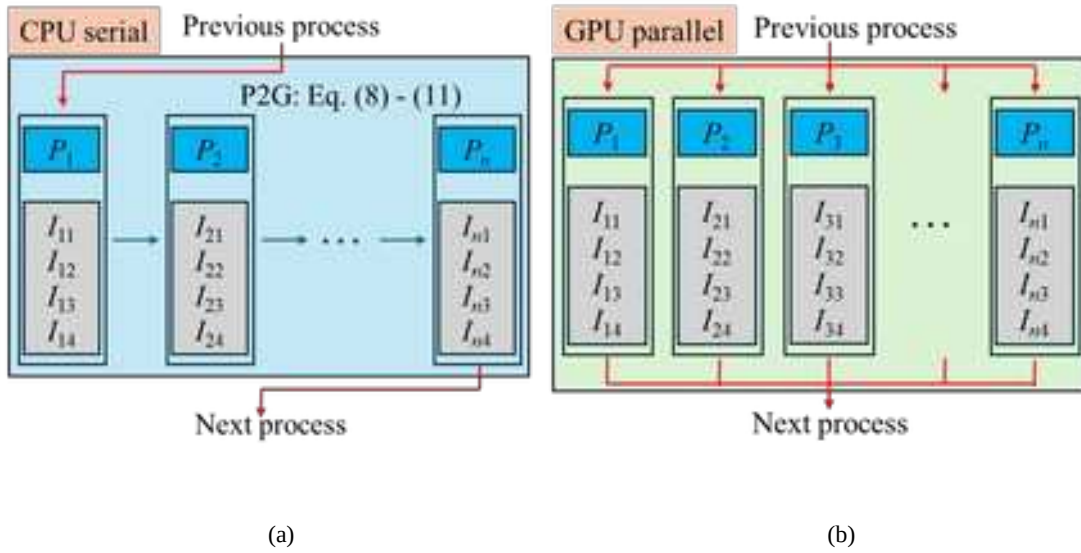 CPU serial
Previous process
P2G: Eq. (8) - (11)
P1 P2 Pn
I11 I21 ... In1
I12 I22 In2
I13 I23 In3
I14 I24 In4
Next process
(a)
GPU parallel
Previous process
P1 P2 P3 Pn
I11 I21 I31 ... In1
I12 I22 I32 In2
I13 I23 I33 In3
I14 I24 I34 In4
Next process
(b)